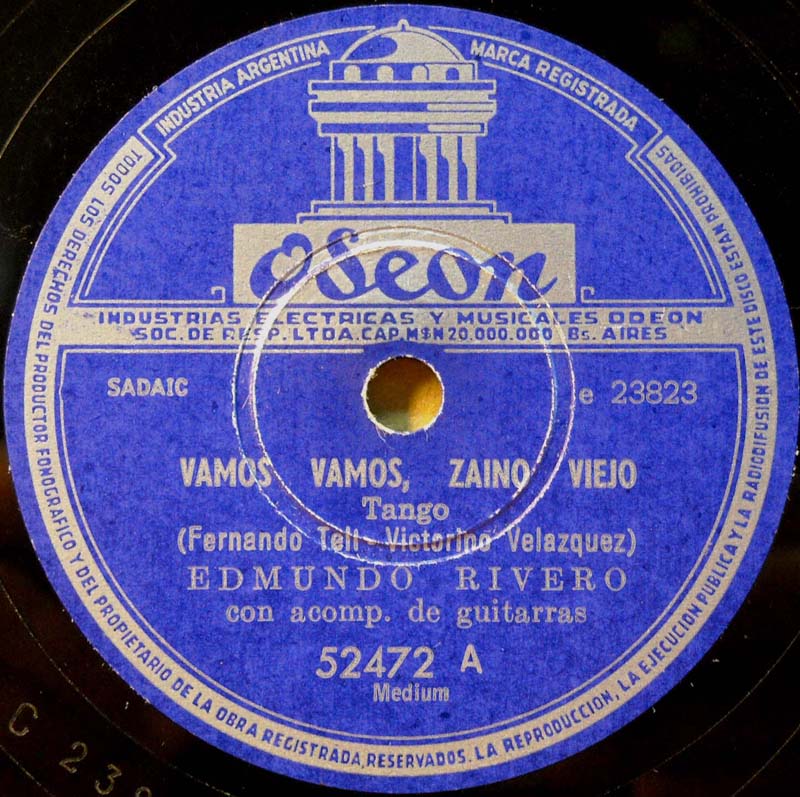 INDUSTRIA ARGENTINA
MARCA REGISTRADA
Odeon
INDUSTRIAS ELECTRICAS Y MUSICALES ODEON
SOC. DE RESP. LTDA. CAP. M$N 20.000.000 Bs. AIRES
SADAIC
e 23823
VAMOS VAMOS, ZAINO VIEJO
Tango
(Fernando Tell - Victorino Velazquez)
EDMUNDO RIVERO
con acomp. de guitarras
52472 A
Medium
TODOS LOS DERECHOS DEL PRODUCTOR FONOGRAFICO Y DEL PROPIETARIO DE LA OBRA REGISTRADA, RESERVADOS. LA REPRODUCCION, LA EJECUCION PUBLICA Y LA RADIODIFUSION DE ESTE DISCO ESTAN PROHIBIDAS
C 238